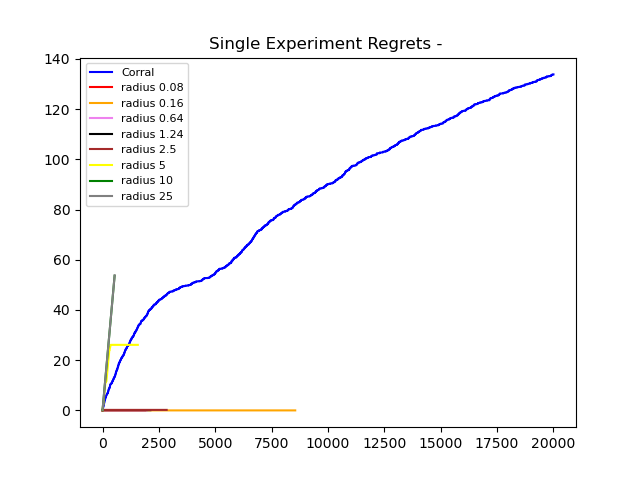 Single Experiment Regrets -
140
120
100
80
60
40
20
0
Corral
radius 0.08
radius 0.16
radius 0.64
radius 1.24
radius 2.5
radius 5
radius 10
radius 25
0 2500 5000 7500 10000 12500 15000 17500 20000